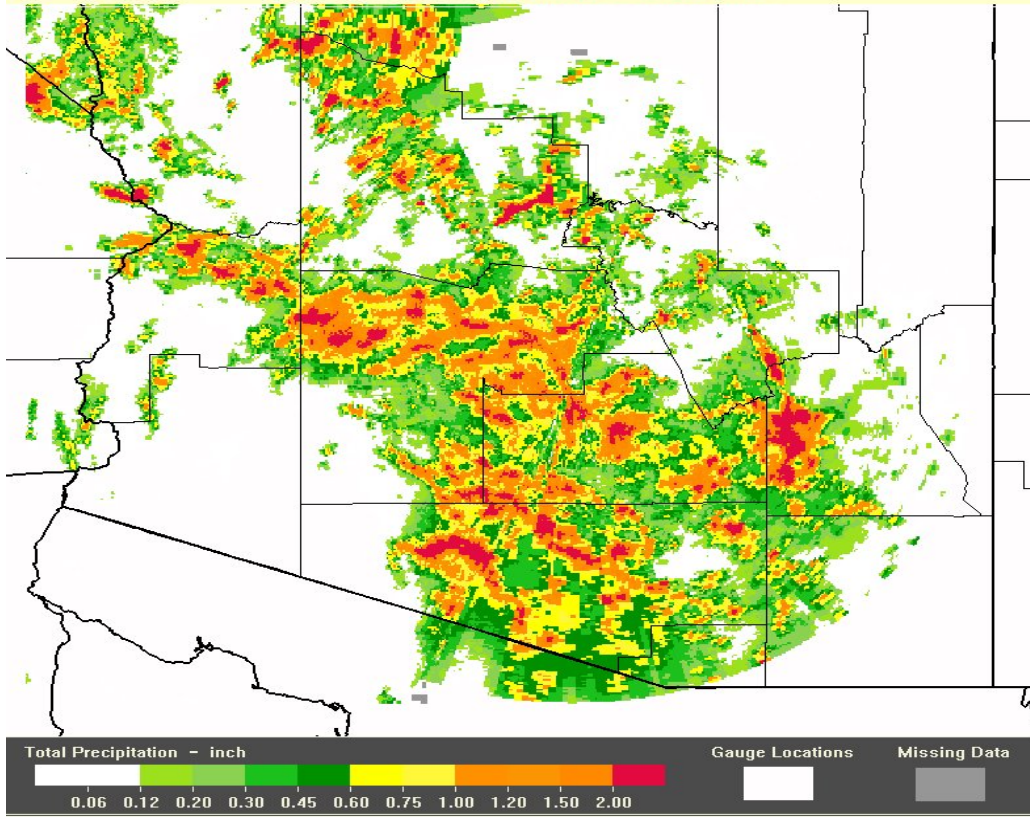 Total Precipitation - inch
Gauge Locations
Missing Data
0.06 0.12 0.20 0.30 0.45 0.60 0.75 1.00 1.20 1.50 2.00